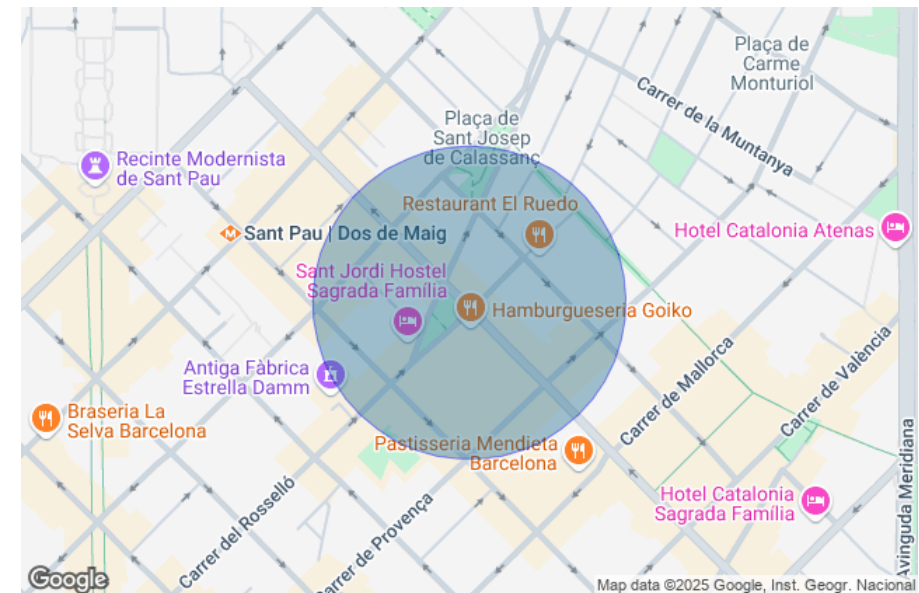 Plaça de
Carme
Monturiol
Carrer de la Muntanya
Plaça de
Sant Josep
de Calassanç
Recinte Modernista
de Sant Pau
Restaurant El Ruedo
Sant Pau | Dos de Maig
Hotel Catalonia Atenas
Sant Jordi Hostel
Sagrada Família
Hamburgueseria Goiko
Antiga Fàbrica
Estrella Damm
Carrer de Mallorca
Carrer de València
Braseria La
Selva Barcelona
Pastisseria Mendieta
Barcelona
Avinguda Meridiana
Carrer del Rosselló
Carrer de Provença
Hotel Catalonia
Sagrada Família
Google
Map data ©2025 Google, Inst. Geogr. Nacional